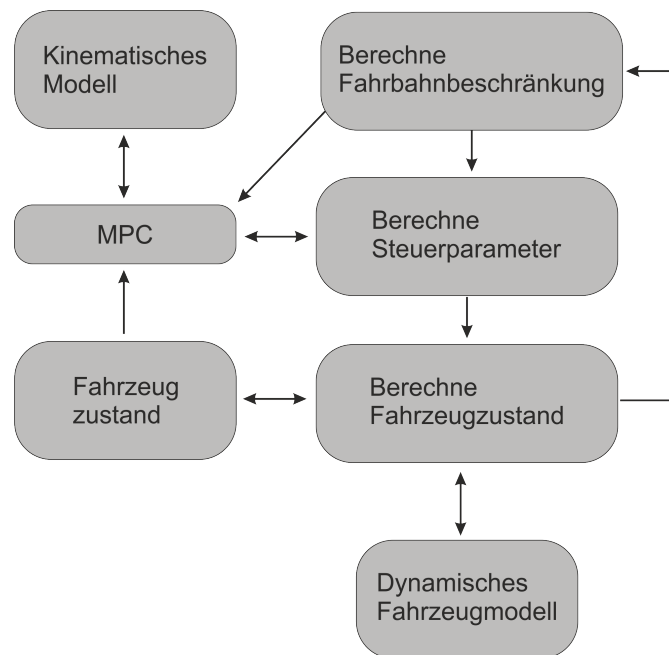 Kinematisches
Modell
Berechne
Fahrbahnbeschränkung
MPC
Berechne
Steuerparameter
Fahrzeug
zustand
Berechne
Fahrzeugzustand
Dynamisches
Fahrzeugmodell